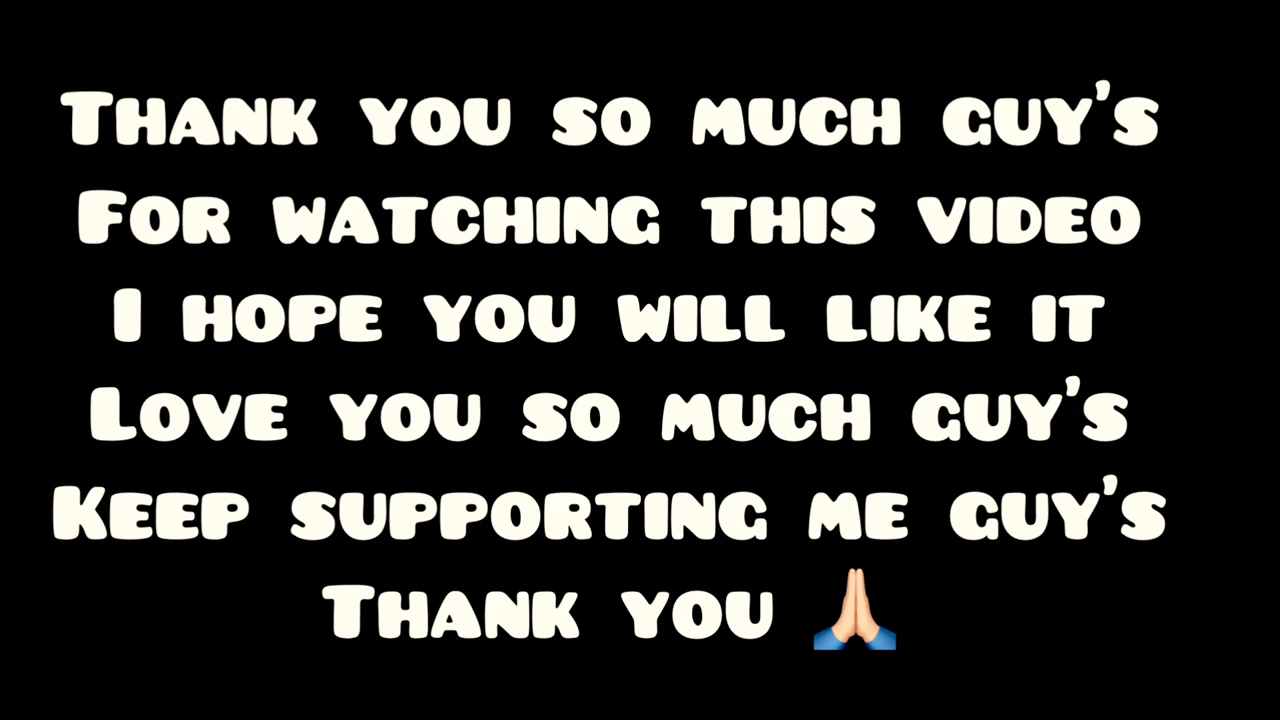 Thank you so much guy's
For watching this video
I hope you will like it
Love you so much guy's
Keep supporting me guy's
Thank you 🙏🏻